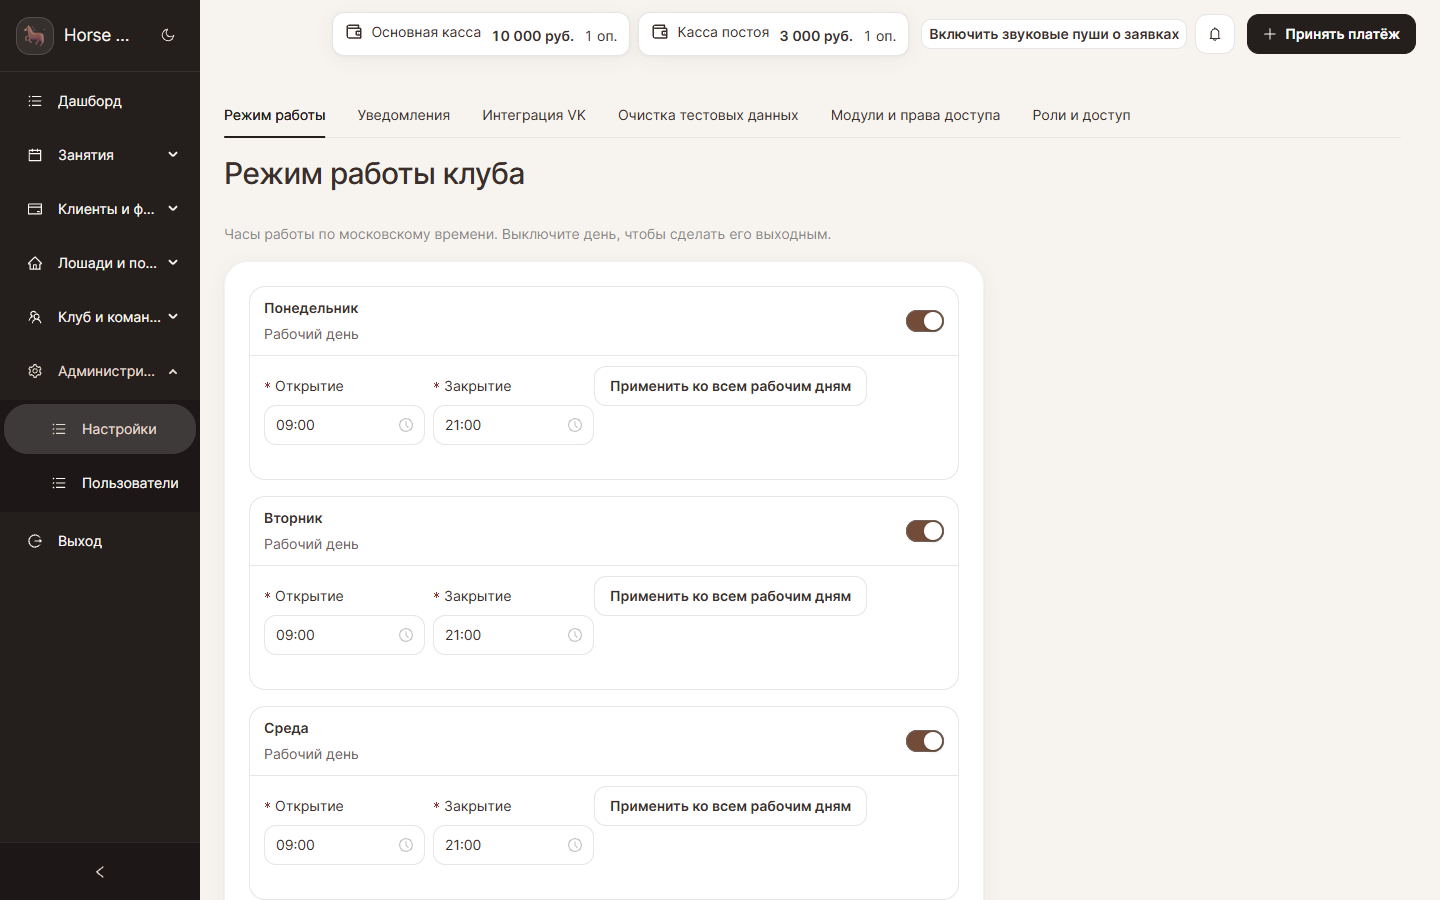 Horse ...
Основная касса 10 000 руб. 1 оп.
Касса постоя 3 000 руб. 1 оп.
Включить звуковые пуши о заявках
Принять платёж
Дашборд
Занятия
Клиенты и ф...
Лошади и по...
Клуб и коман...
Администри...
Настройки
Пользователи
Выход
Режим работы Уведомления Интеграция VK Очистка тестовых данных Модули и права доступа Роли и доступ
Режим работы клуба
Часы работы по московскому времени. Выключите день, чтобы сделать его выходным.
Понедельник
Рабочий день
* Открытие * Закрытие Применить ко всем рабочим дням
09:00 21:00
Вторник
Рабочий день
* Открытие * Закрытие Применить ко всем рабочим дням
09:00 21:00
Среда
Рабочий день
* Открытие * Закрытие Применить ко всем рабочим дням
09:00 21:00